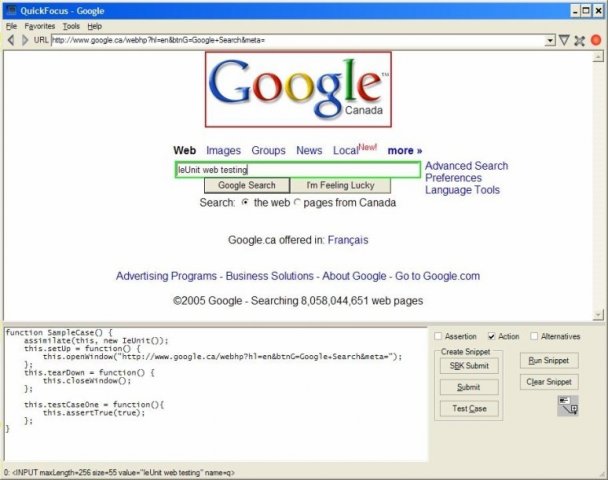 QuickFocus - Google
File Favorites Tools Help
URL http://www.google.ca/webhp?hl=en&btnG=Google+Search&meta=
Google™
Canada
Web Images Groups News Local New! more »
IeUnit web testing
Advanced Search
Preferences
Language Tools
Google Search I'm Feeling Lucky
Search: the web pages from Canada
Google.ca offered in: Français
Advertising Programs - Business Solutions - About Google - Go to Google.com
©2005 Google - Searching 8,058,044,651 web pages
function SampleCase() {
assimilate(this, new IeUnit());
this.setUp = function() {
this.openWindow("http://www.google.ca/webhp?hl=en&btnG=Google+Search&meta=");
};
this.tearDown = function() {
this.closeWindow();
};
this.testCaseOne = function(){
this.assertTrue(true);
};
}
Assertion Action Alternatives
Create Snippet
SBK Submit
Submit
Test Case
Run Snippet
Clear Snippet
0: <INPUT maxLength=256 size=55 value="IeUnit web testing" name=q>